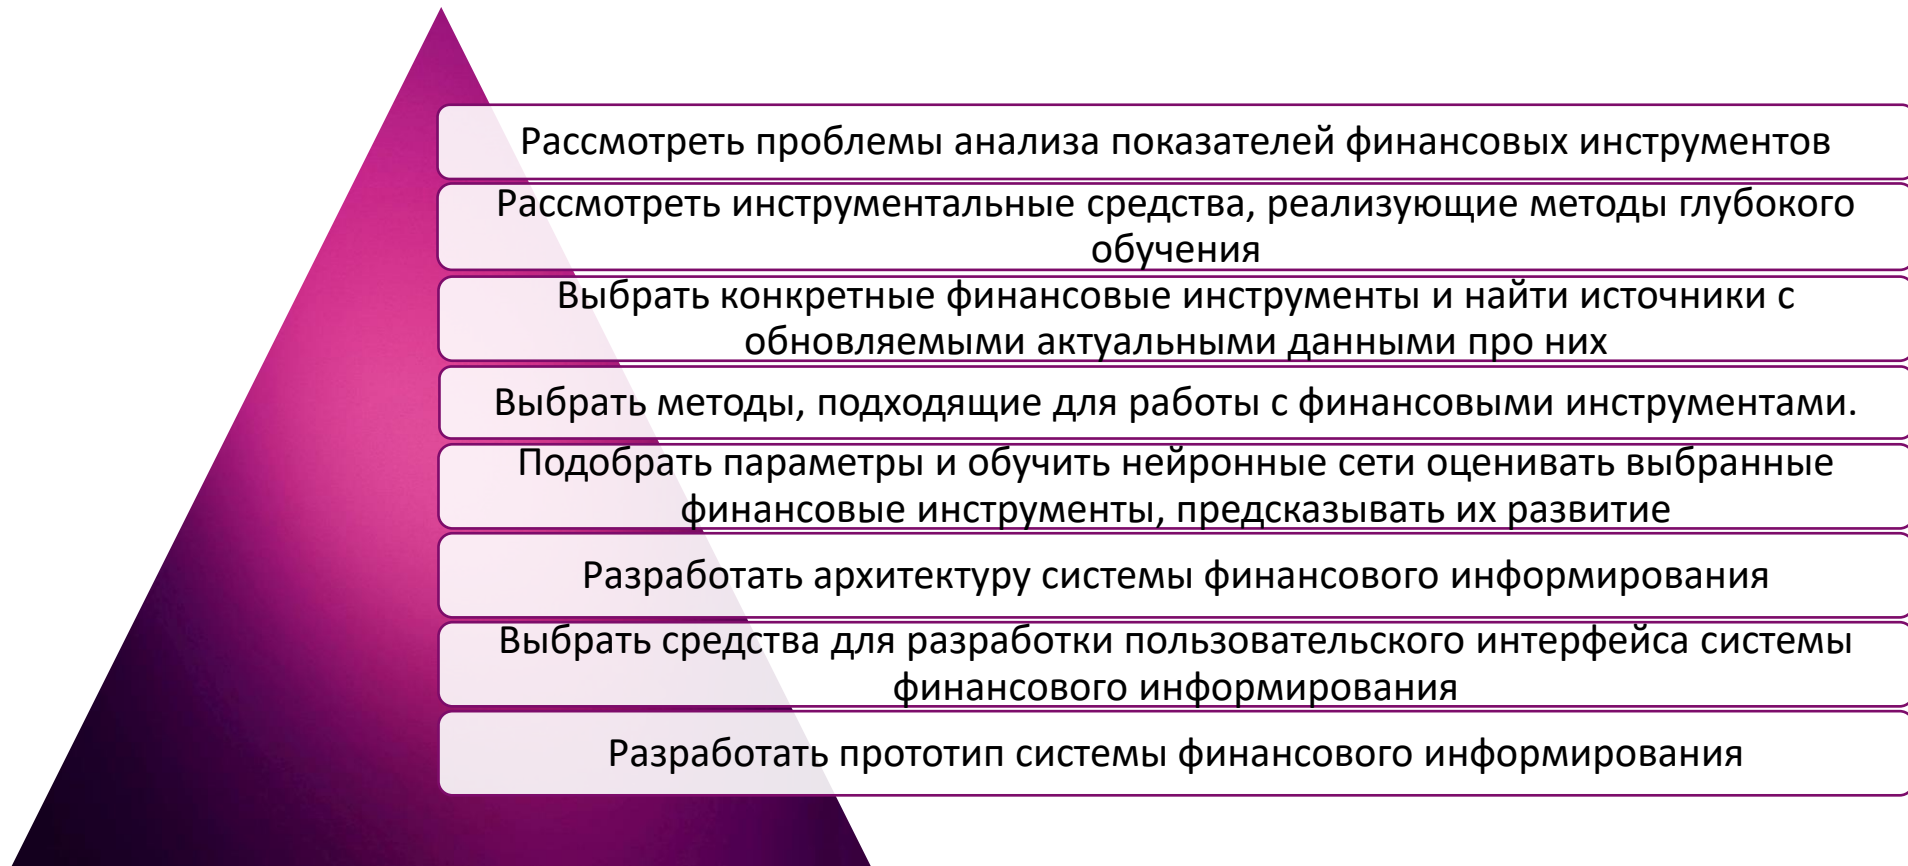 Рассмотреть проблемы анализа показателей финансовых инструментов
Рассмотреть инструментальные средства, реализующие методы глубокого
обучения
Выбрать конкретные финансовые инструменты и найти источники с
обновляемыми актуальными данными про них
Выбрать методы, подходящие для работы с финансовыми инструментами.
Подобрать параметры и обучить нейронные сети оценивать выбранные
финансовые инструменты, предсказывать их развитие
Разработать архитектуру системы финансового информирования
Выбрать средства для разработки пользовательского интерфейса системы
финансового информирования
Разработать прототип системы финансового информирования